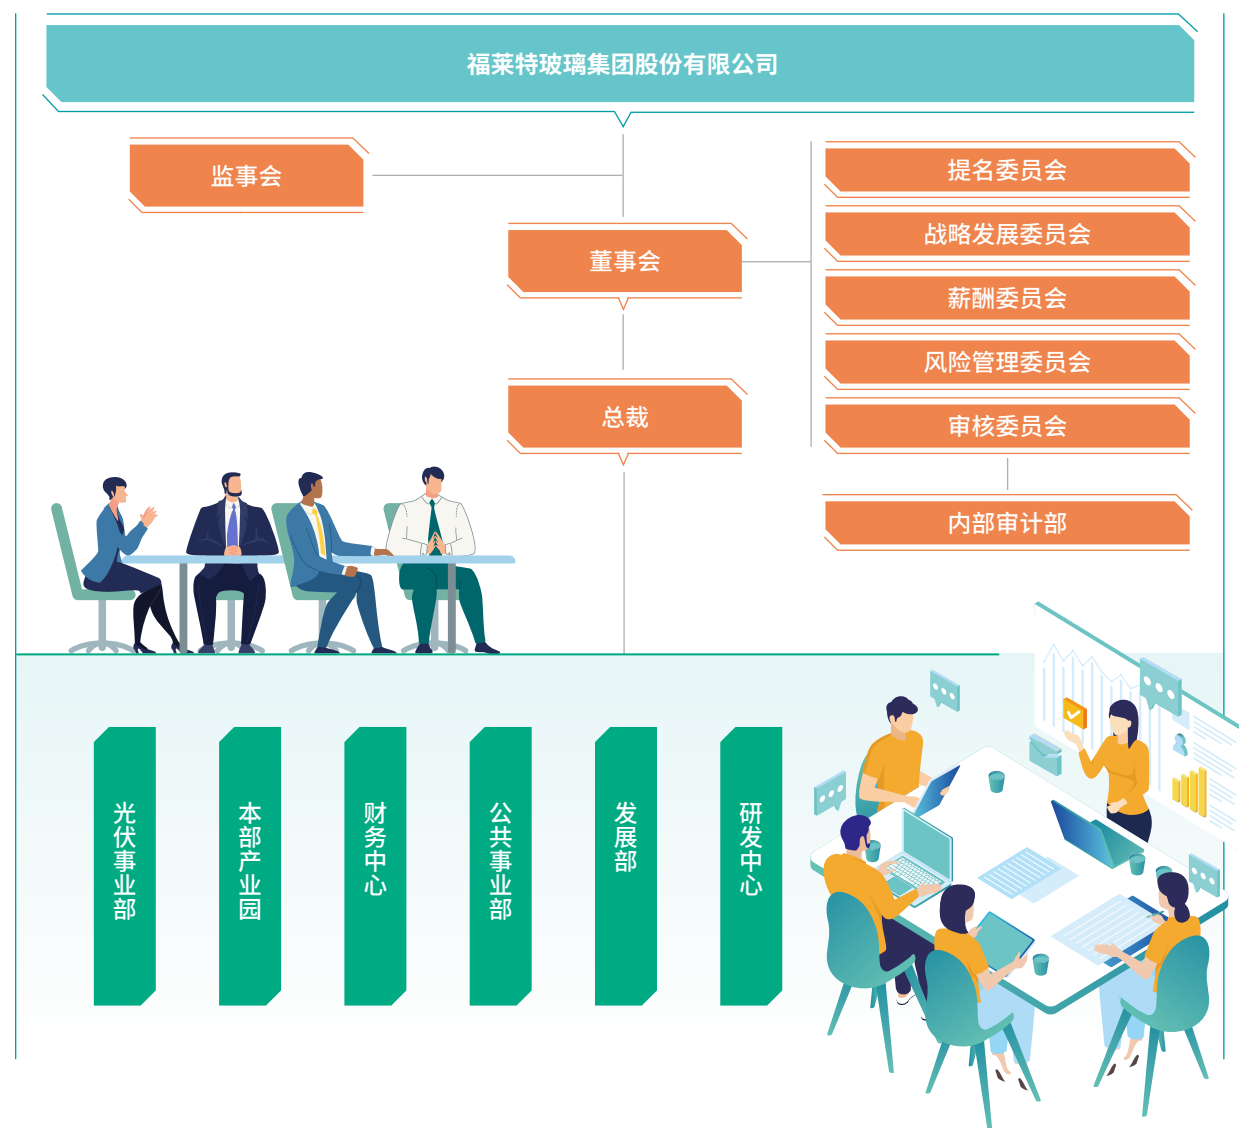 福莱特玻璃集团股份有限公司
监事会
董事会
总裁
提名委员会
战略发展委员会
薪酬委员会
风险管理委员会
审核委员会
内部审计部
光伏事业部
本部产业园
财务中心
公共事业部
发展部
研发中心